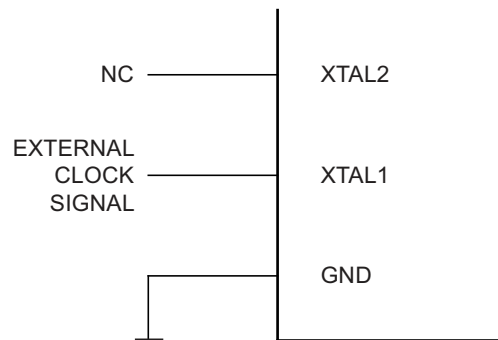 NC
XTAL2
EXTERNAL
CLOCK
SIGNAL
XTAL1
GND